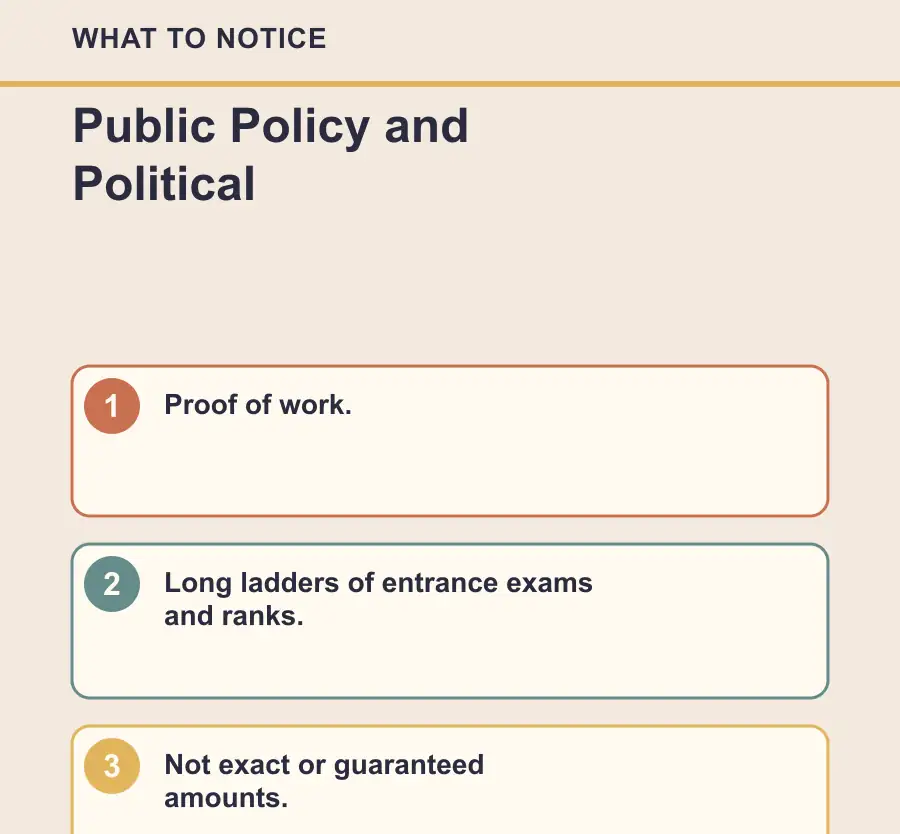 WHAT TO NOTICE
Public Policy and
Political
1
Proof of work.
2
Long ladders of entrance exams
and ranks.
3
Not exact or guaranteed
amounts.